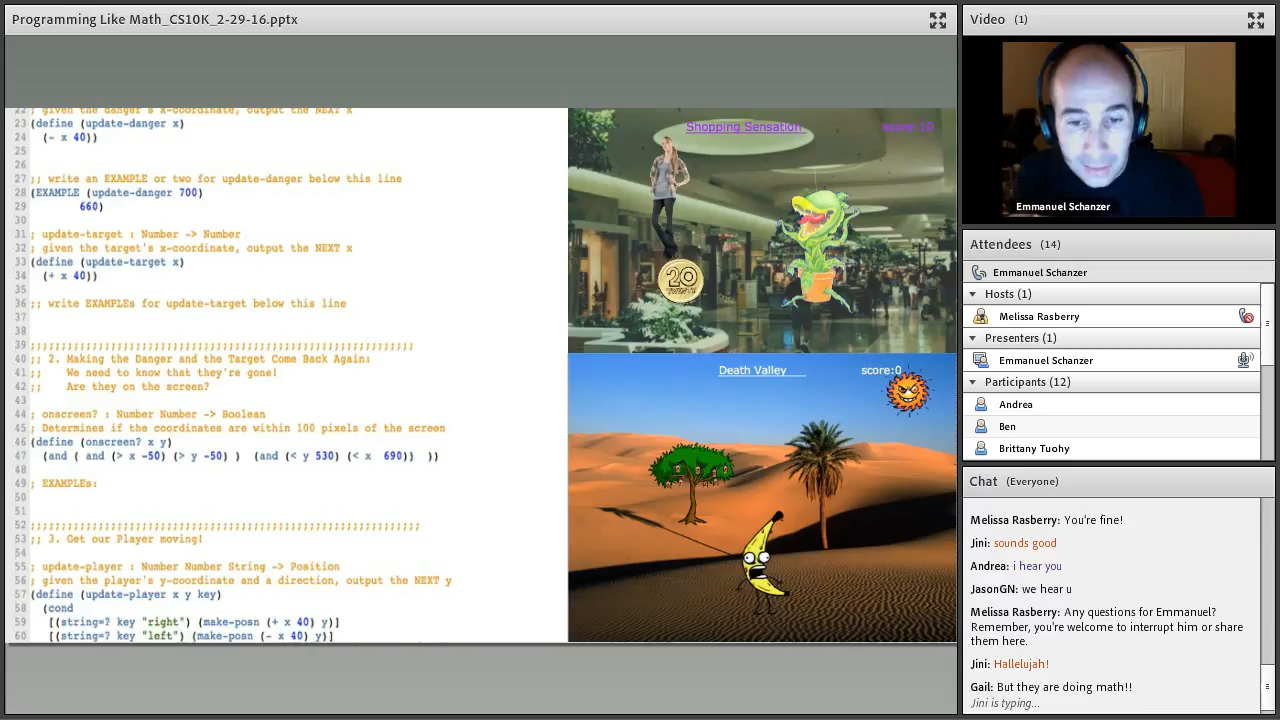 Programming Like Math_CS10K_2-29-16.pptx
22 ; given the danger's x-coordinate, output the NEXT x
23 (define (update-danger x)
24 (- x 40))
25
26
27 ;; write an EXAMPLE or two for update-danger below this line
28 (EXAMPLE (update-danger 700)
29 660)
30
31 ; update-target : Number -> Number
32 ; given the target's x-coordinate, output the NEXT x
33 (define (update-target x)
34 (+ x 40))
35
36 ;; write EXAMPLEs for update-target below this line
37
38
39 ;;;;;;;;;;;;;;;;;;;;;;;;;;;;;;;;;;;;;;;;;;;;;;;;;;;;;;;;;;;;;;
40 ;; 2. Making the Danger and the Target Come Back Again:
41 ;; We need to know that they're gone!
42 ;; Are they on the screen?
43
44 ; onscreen? : Number Number -> Boolean
45 ; Determines if the coordinates are within 100 pixels of the screen
46 (define (onscreen? x y)
47 (and ( and (> x -50) (> y -50) ) (and (< y 530) (< x 690)) ))
48
49 ; EXAMPLEs:
50
51
52 ;;;;;;;;;;;;;;;;;;;;;;;;;;;;;;;;;;;;;;;;;;;;;;;;;;;;;;;;;;;;;;;
53 ;; 3. Get our Player moving!
54
55 ; update-player : Number Number String -> Position
56 ; given the player's y-coordinate and a direction, output the NEXT y
57 (define (update-player x y key)
58 (cond
59 [(string=? key "right") (make-posn (+ x 40) y)]
60 [(string=? key "left") (make-posn (- x 40) y)]
Shopping Sensation
score:10
20
Death Valley
score:0
Video (1)
Emmanuel Schanzer
Attendees (14)
Emmanuel Schanzer
Hosts (1)
Melissa Rasberry
Presenters (1)
Emmanuel Schanzer
Participants (12)
Andrea
Ben
Brittany Tuohy
Chat (Everyone)
Melissa Rasberry: You're fine!
Jini: sounds good
Andrea: i hear you
JasonGN: we hear u
Melissa Rasberry: Any questions for Emmanuel?
Remember, you're welcome to interrupt him or share
them here.
Jini: Hallelujah!
Gail: But they are doing math!!
Jini is typing...